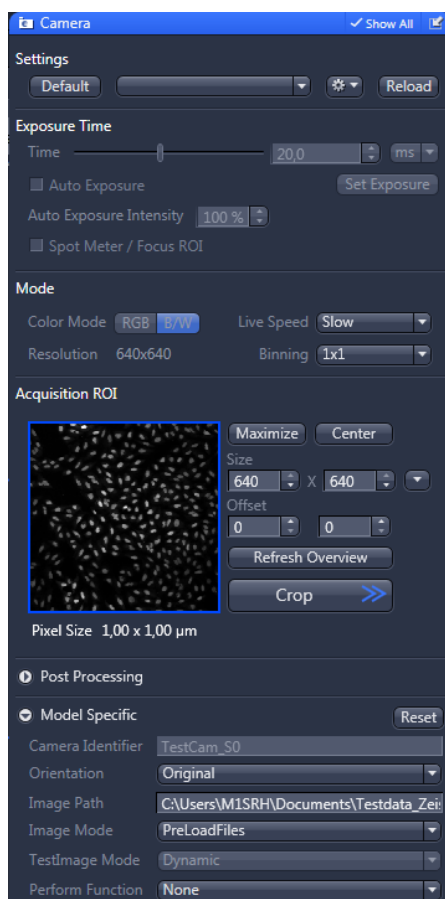 Camera
Show All
Settings
Default
Reload
Exposure Time
Time 20,0 ms
Auto Exposure Set Exposure
Auto Exposure Intensity 100 %
Spot Meter / Focus ROI
Mode
Color Mode RGB B/W Live Speed Slow
Resolution 640x640 Binning 1x1
Acquisition ROI
Maximize Center
Size
640 X 640
Offset
0 0
Refresh Overview
Crop
Pixel Size 1,00 x 1,00 µm
Post Processing
Model Specific Reset
Camera Identifier TestCam_S0
Orientation Original
Image Path C:\Users\M1SRH\Documents\Testdata_Zei
Image Mode PreLoadFiles
TestImage Mode Dynamic
Perform Function None